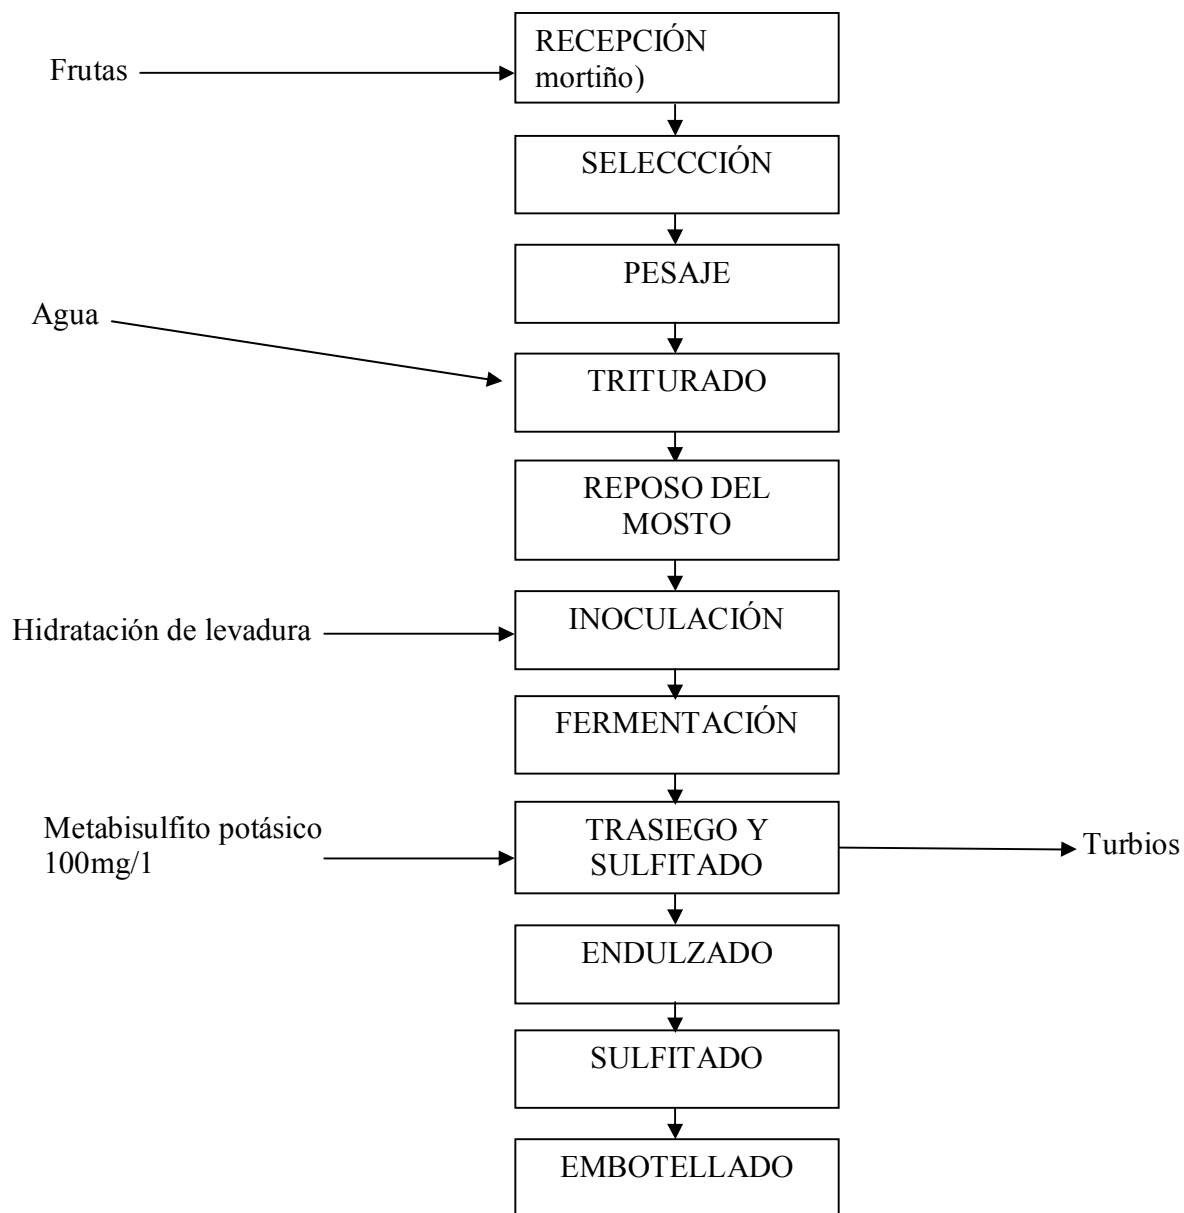 RECEPCIÓN
mortiño)
Frutas
SELECCCIÓN
PESAJE
Agua
TRITURADO
REPOSO DEL
MOSTO
Hidratación de levadura
INOCULACIÓN
FERMENTACIÓN
Metabisulfito potásico
100mg/1
TRASIEGO Y
SULFITADO
Turbios
ENDULZADO
SULFITADO
EMBOTELLADO